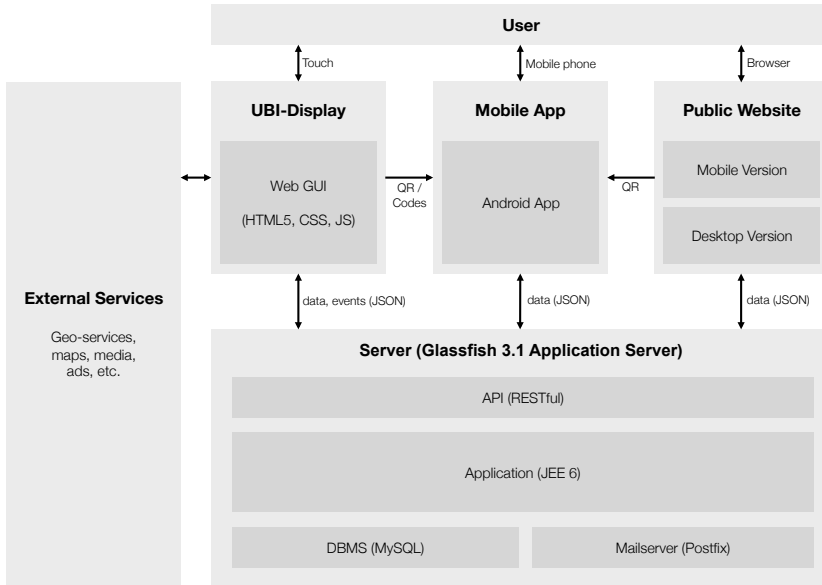 User
Touch
Mobile phone
Browser
UBI-Display
Mobile App
Public Website
Web GUI
(HTML5, CSS, JS)
QR /
Codes
Android App
QR
Mobile Version
Desktop Version
External Services
Geo-services,
maps, media,
ads, etc.
data, events (JSON)
data (JSON)
data (JSON)
Server (Glassfish 3.1 Application Server)
API (RESTful)
Application (JEE 6)
DBMS (MySQL)
Mailserver (Postfix)